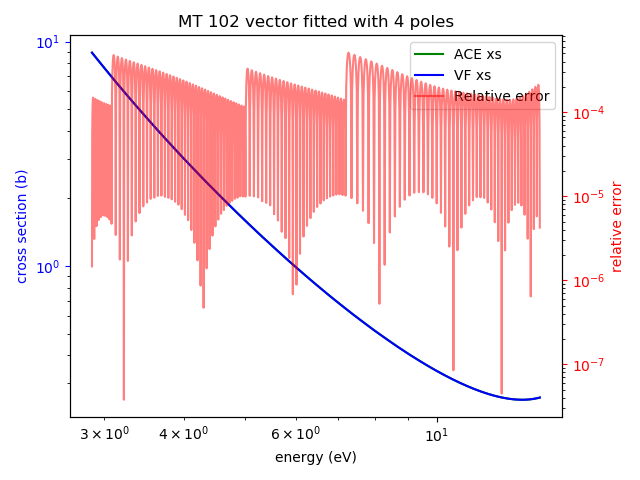 MT 102 vector fitted with 4 poles
ACE xs
VF xs
Relative error
cross section (b)
10¹
10⁰
relative error
10⁻⁴
10⁻⁵
10⁻⁶
10⁻⁷
3 × 10⁰
4 × 10⁰
6 × 10⁰
10¹
energy (eV)